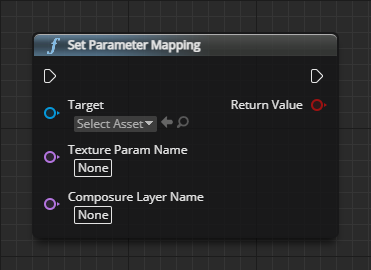 f Set Parameter Mapping
Target Return Value
Select Asset
Texture Param Name
None
Composure Layer Name
None